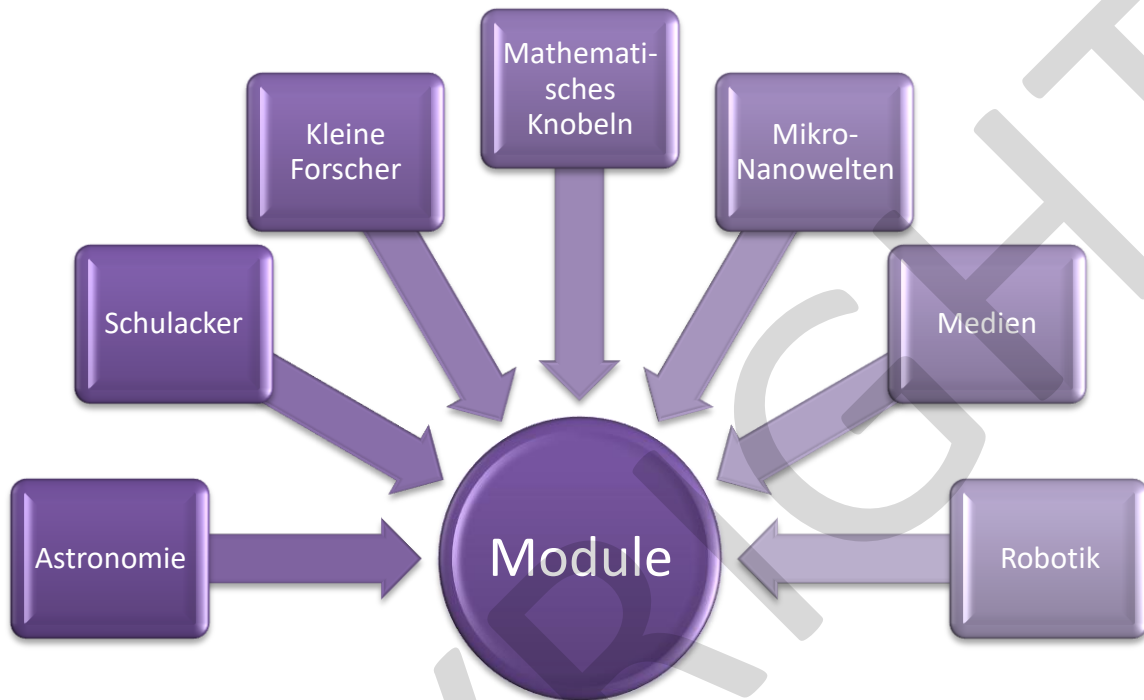 Mathemati-
sches
Knobeln
Kleine
Forscher
Mikro-
Nanowelten
Schulacker
Medien
Astronomie
Module
Robotik